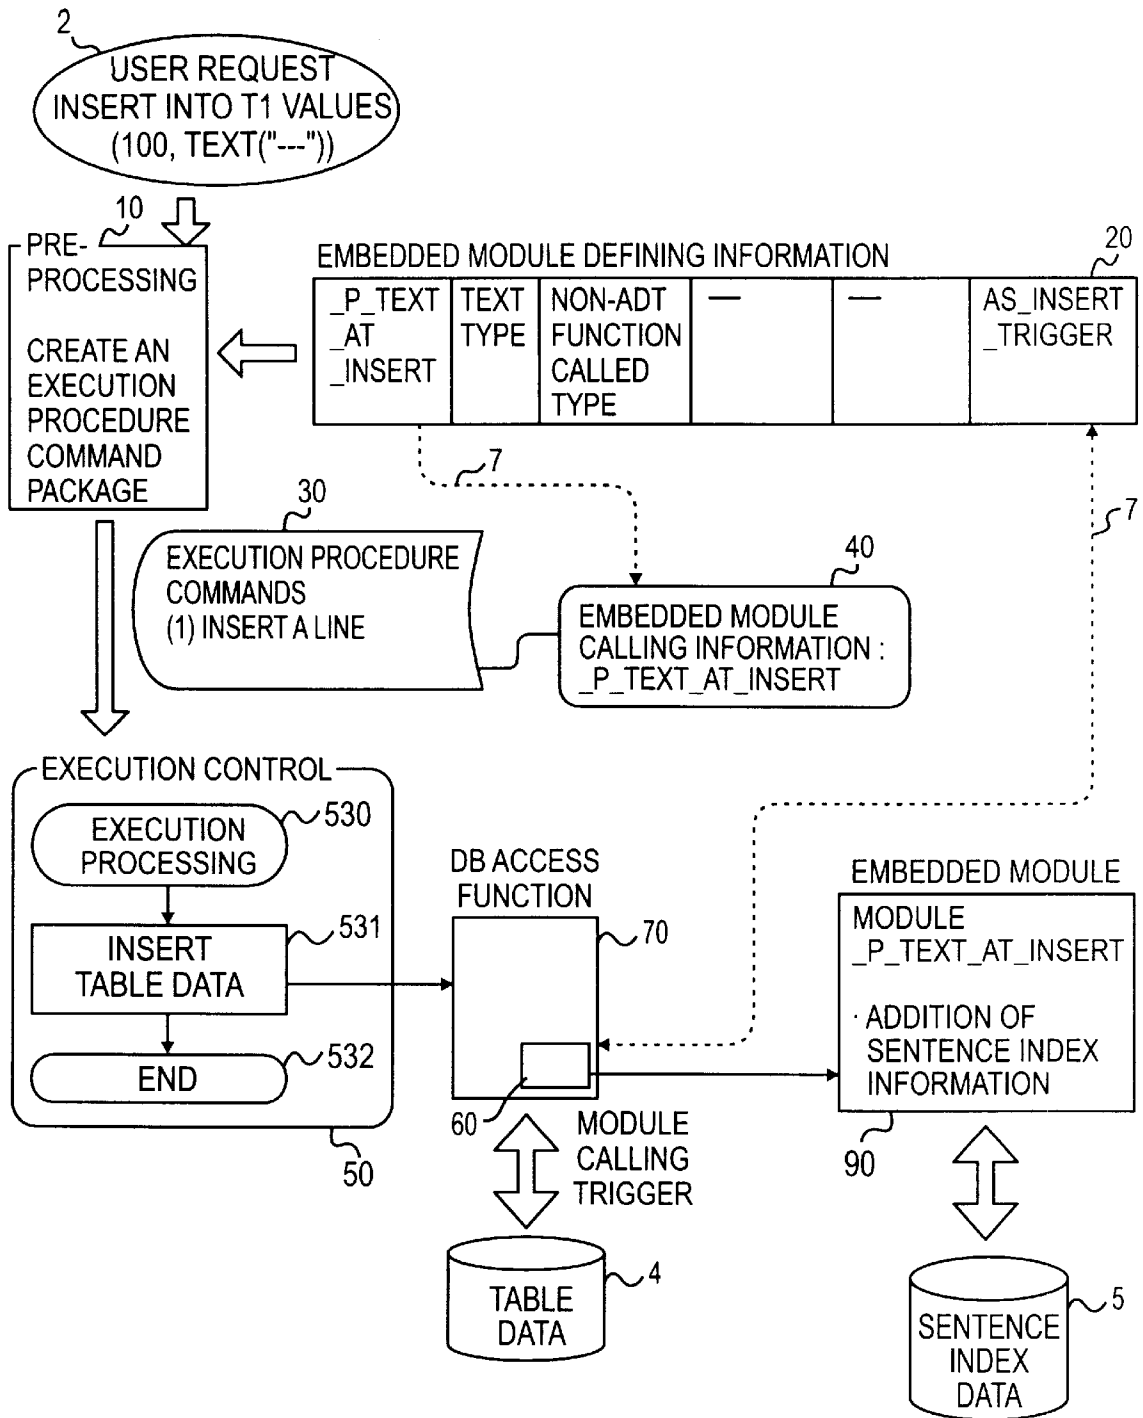 2
USER REQUEST
INSERT INTO T1 VALUES
(100, TEXT("---"))
10
PRE-
PROCESSING
CREATE AN
EXECUTION
PROCEDURE
COMMAND
PACKAGE
EMBEDDED MODULE DEFINING INFORMATION
20
_P_TEXT
_AT
_INSERT
TEXT
TYPE
NON-ADT
FUNCTION
CALLED
TYPE
—
—
AS_INSERT
_TRIGGER
7
7
30
EXECUTION PROCEDURE
COMMANDS
(1) INSERT A LINE
40
EMBEDDED MODULE
CALLING INFORMATION :
_P_TEXT_AT_INSERT
EXECUTION CONTROL
530
EXECUTION
PROCESSING
531
INSERT
TABLE DATA
532
END
50
DB ACCESS
FUNCTION
70
60
MODULE
CALLING
TRIGGER
EMBEDDED MODULE
MODULE
_P_TEXT_AT_INSERT
· ADDITION OF
SENTENCE INDEX
INFORMATION
90
4
TABLE
DATA
5
SENTENCE
INDEX
DATA